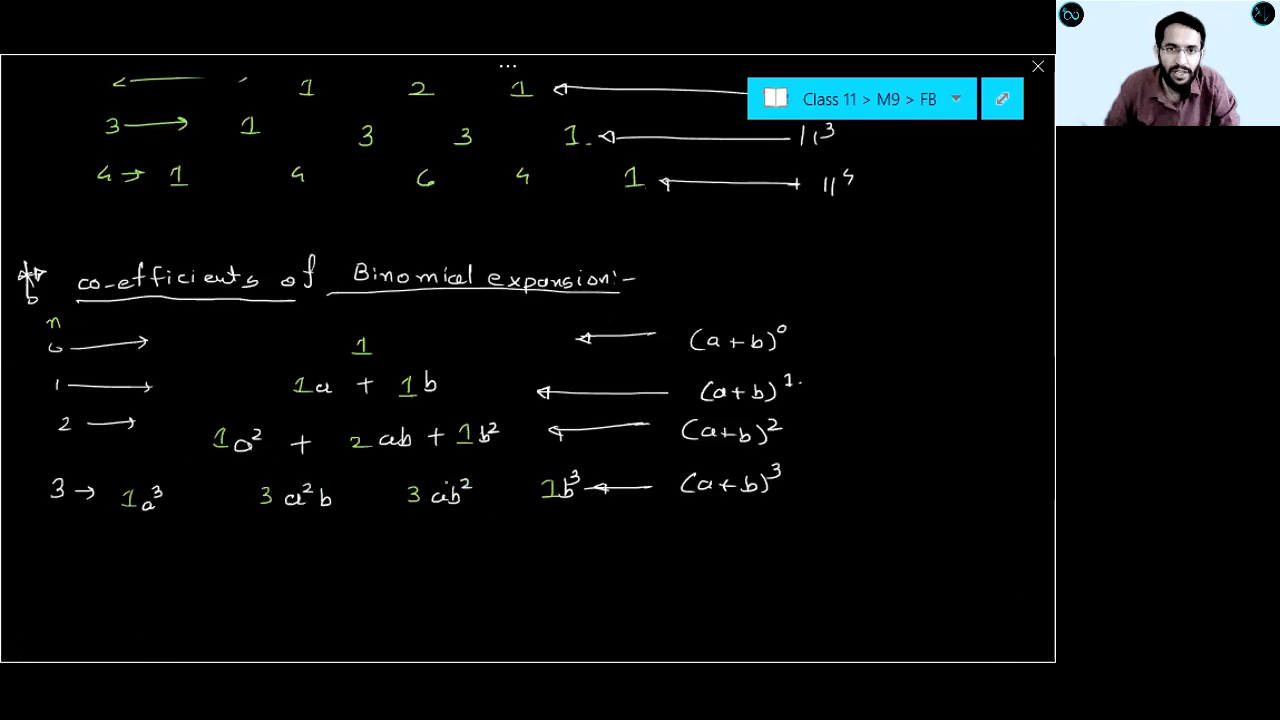 1 2 1
Class 11 > M9 > FB
3 → 1 3 3 1. ← 11³
4 → 1 4 6 4 1 ← 11⁴
co-efficients of Binomical expansion:-
n
0 → 1 ← (a+b)⁰
1 → 1a + 1b ← (a+b)¹·
2 → 1a² + 2ab + 1b² ← (a+b)²
3 → 1a³ 3a²b 3ab² 1b³ ← (a+b)³